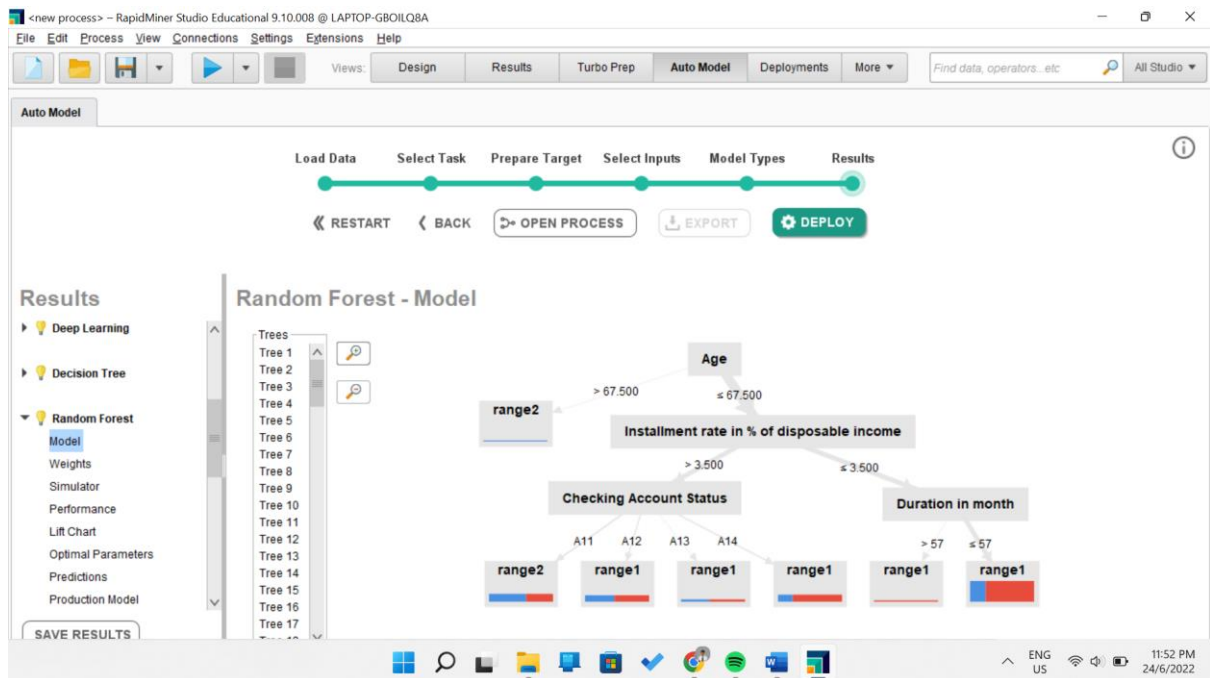 <new process> – RapidMiner Studio Educational 9.10.008 @ LAPTOP-GBOILQ8A
File Edit Process View Connections Settings Extensions Help
Views: Design Results Turbo Prep Auto Model Deployments More Find data, operators...etc All Studio
Auto Model
Load Data Select Task Prepare Target Select Inputs Model Types Results
RESTART BACK OPEN PROCESS EXPORT DEPLOY
Results
Deep Learning
Decision Tree
Random Forest
Model
Weights
Simulator
Performance
Lift Chart
Optimal Parameters
Predictions
Production Model
SAVE RESULTS
Random Forest - Model
Trees
Tree 1
Tree 2
Tree 3
Tree 4
Tree 5
Tree 6
Tree 7
Tree 8
Tree 9
Tree 10
Tree 11
Tree 12
Tree 13
Tree 14
Tree 15
Tree 16
Tree 17
Age
> 67.500 ≤ 67.500
range2
Installment rate in % of disposable income
> 3.500 ≤ 3.500
Checking Account Status Duration in month
A11 A12 A13 A14 > 57 ≤ 57
range2 range1 range1 range1 range1 range1
ENG
US
11:52 PM
24/6/2022